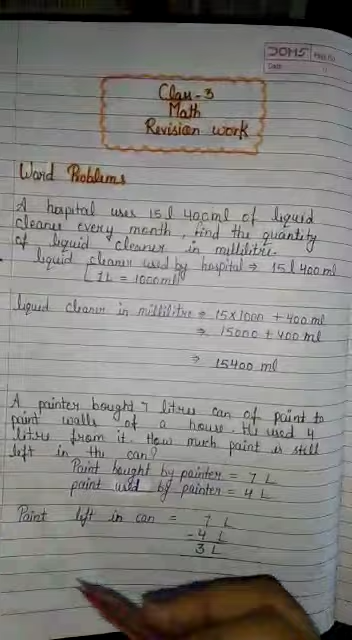 DOMS Page No.
Date
Class-3
Math
Revision work
Word Problems
A hospital uses 15 l 400ml of liquid
cleaner every month, find the quantity
of liquid cleaner in millilitre.
liquid cleaner used by hospital ⇒ 15 l 400 ml
[1L = 1000ml]
liquid cleaner in millilitre ⇒ 15 x 1000 + 400 ml
⇒ 15000 + 400 ml
⇒ 15400 ml
A painter bought 7 litres can of paint to
paint walls of a house. He used 4
litres from it. How much paint is still
left in the can?
Paint bought by painter = 7 L
paint used by painter = 4 L
Paint left in can = 7 L
- 4 L
3 L